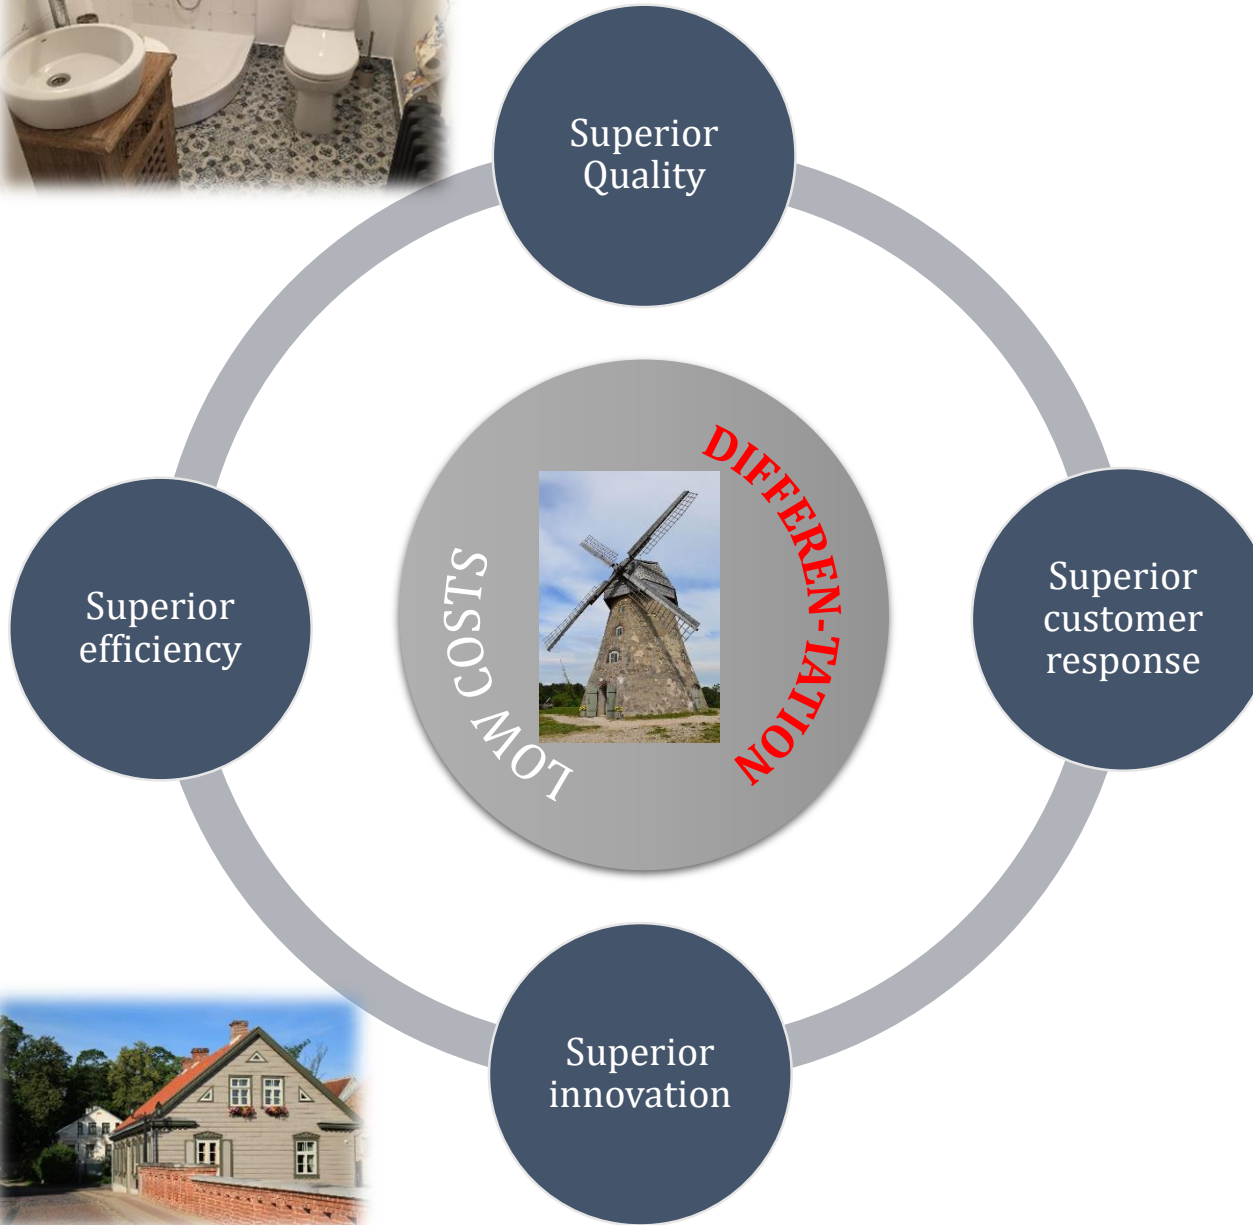 Superior
Quality
DIFFEREN-TATION
LOW COSTS
Superior
efficiency
Superior
customer
response
Superior
innovation